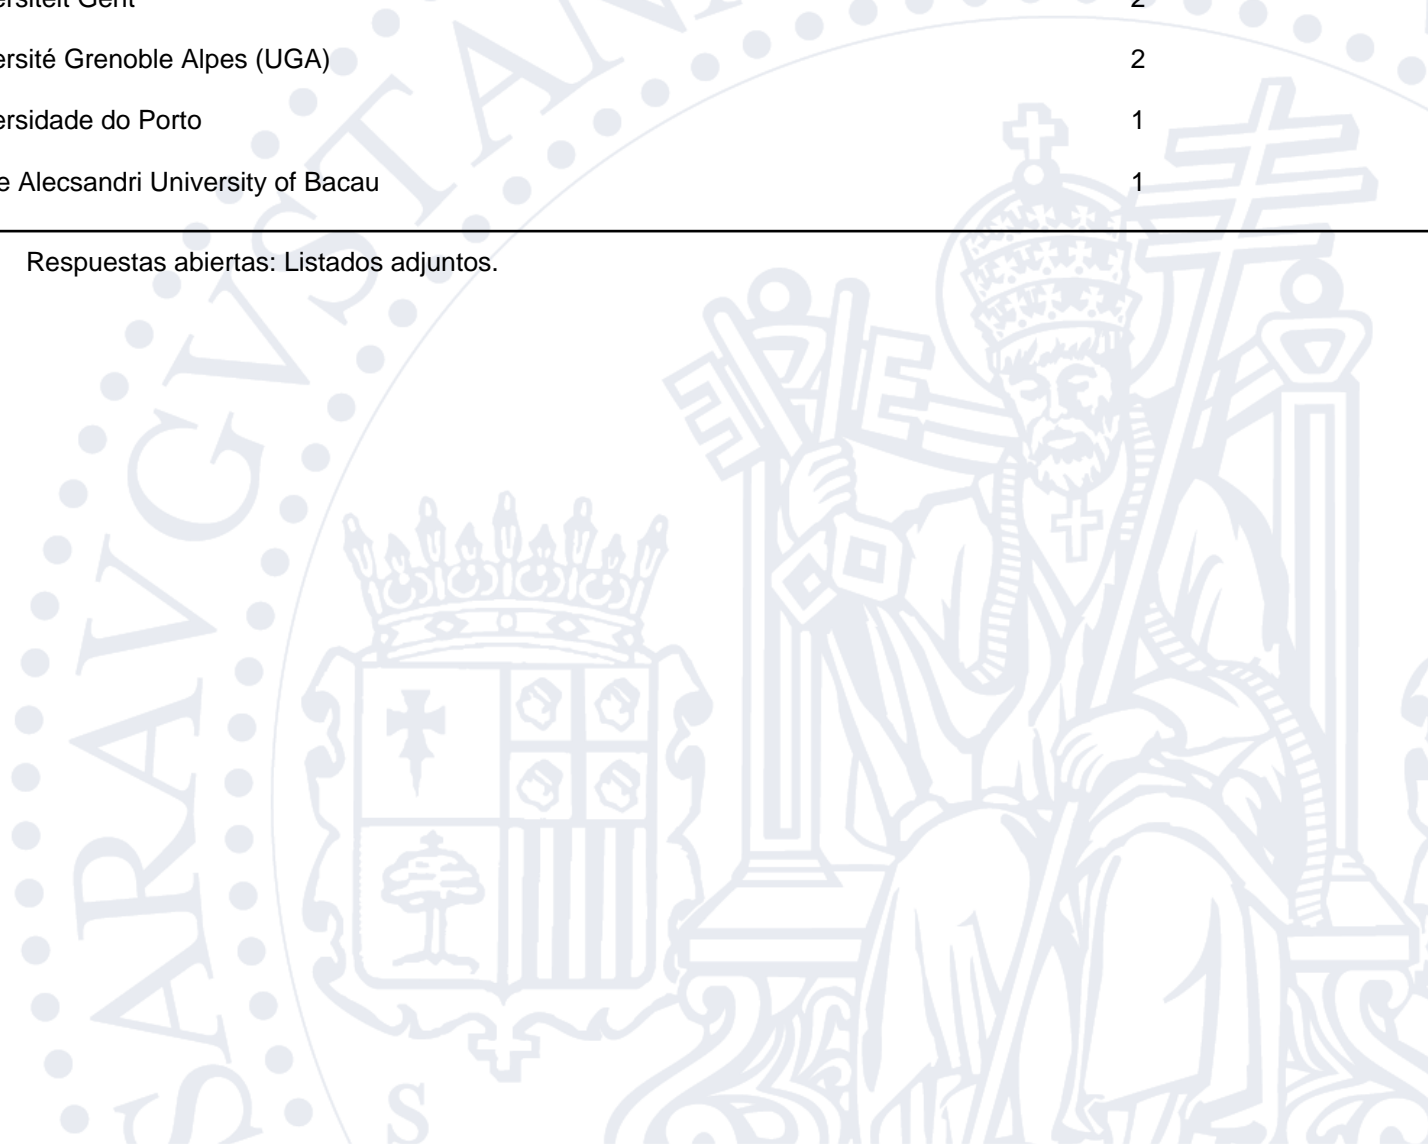 ersiteit Gent 2
ersité Grenoble Alpes (UGA) 2
ersidade do Porto 1
e Alecsandri University of Bacau 1
Respuestas abiertas: Listados adjuntos.
SARAVGVSTAN
S